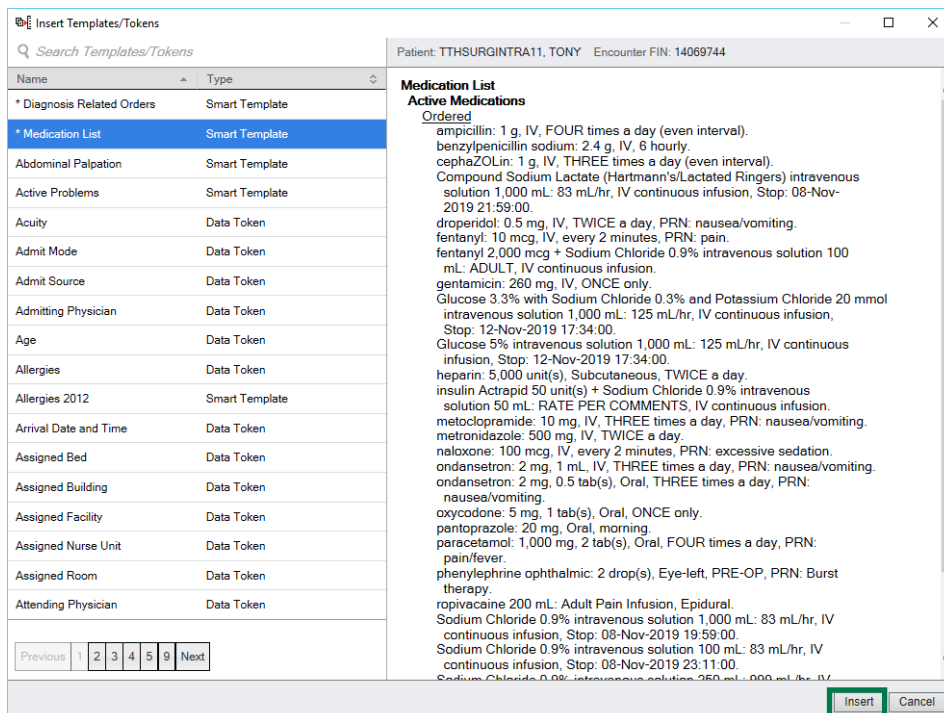 Insert Templates/Tokens
Search Templates/Tokens
Patient: TTHSURGINTRA11, TONY Encounter FIN: 14069744
Name Type
* Diagnosis Related Orders Smart Template
* Medication List Smart Template
Abdominal Palpation Smart Template
Active Problems Smart Template
Acuity Data Token
Admit Mode Data Token
Admit Source Data Token
Admitting Physician Data Token
Age Data Token
Allergies Data Token
Allergies 2012 Smart Template
Arrival Date and Time Data Token
Assigned Bed Data Token
Assigned Building Data Token
Assigned Facility Data Token
Assigned Nurse Unit Data Token
Assigned Room Data Token
Attending Physician Data Token
Previous 1 2 3 4 5 9 Next
Medication List
Active Medications
Ordered
ampicillin: 1 g, IV, FOUR times a day (even interval).
benzylpenicillin sodium: 2.4 g, IV, 6 hourly.
cephaZOLin: 1 g, IV, THREE times a day (even interval).
Compound Sodium Lactate (Hartmann's/Lactated Ringers) intravenous
solution 1,000 mL: 83 mL/hr, IV continuous infusion, Stop: 08-Nov-
2019 21:59:00.
droperidol: 0.5 mg, IV, TWICE a day, PRN: nausea/vomiting.
fentanyl: 10 mcg, IV, every 2 minutes, PRN: pain.
fentanyl 2,000 mcg + Sodium Chloride 0.9% intravenous solution 100
mL: ADULT, IV continuous infusion.
gentamicin: 260 mg, IV, ONCE only.
Glucose 3.3% with Sodium Chloride 0.3% and Potassium Chloride 20 mmol
intravenous solution 1,000 mL: 125 mL/hr, IV continuous infusion,
Stop: 12-Nov-2019 17:34:00.
Glucose 5% intravenous solution 1,000 mL: 125 mL/hr, IV continuous
infusion, Stop: 12-Nov-2019 17:34:00.
heparin: 5,000 unit(s), Subcutaneous, TWICE a day.
insulin Actrapid 50 unit(s) + Sodium Chloride 0.9% intravenous
solution 50 mL: RATE PER COMMENTS, IV continuous infusion.
metoclopramide: 10 mg, IV, THREE times a day, PRN: nausea/vomiting.
metronidazole: 500 mg, IV, TWICE a day.
naloxone: 100 mcg, IV, every 2 minutes, PRN: excessive sedation.
ondansetron: 2 mg, 1 mL, IV, THREE times a day, PRN: nausea/vomiting.
ondansetron: 2 mg, 0.5 tab(s), Oral, THREE times a day, PRN:
nausea/vomiting.
oxycodone: 5 mg, 1 tab(s), Oral, ONCE only.
pantoprazole: 20 mg, Oral, morning.
paracetamol: 1,000 mg, 2 tab(s), Oral, FOUR times a day, PRN:
pain/fever.
phenylephrine ophthalmic: 2 drop(s), Eye-left, PRE-OP, PRN: Burst
therapy.
ropivacaine 200 mL: Adult Pain Infusion, Epidural.
Sodium Chloride 0.9% intravenous solution 1,000 mL: 83 mL/hr, IV
continuous infusion, Stop: 08-Nov-2019 19:59:00.
Sodium Chloride 0.9% intravenous solution 100 mL: 83 mL/hr, IV
continuous infusion, Stop: 08-Nov-2019 23:11:00.
Sodium Chloride 0.9% intravenous solution 250 mL: 999 mL/hr, IV
Insert Cancel